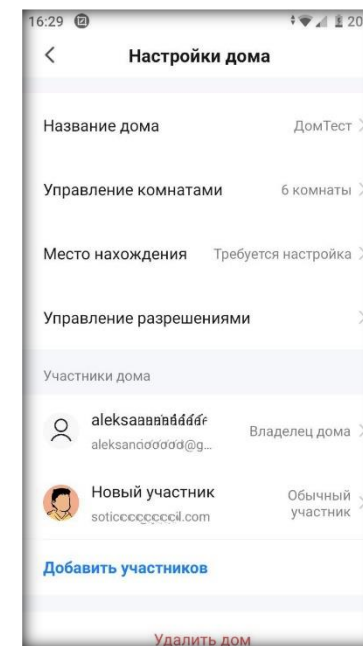 16:29 20
Настройки дома
Название дома ДомТест
Управление комнатами 6 комнаты
Место нахождения Требуется настройка
Управление разрешениями
Участники дома
Владелец дома
Новый участник Обычный
участник
Добавить участников
Удалить дом